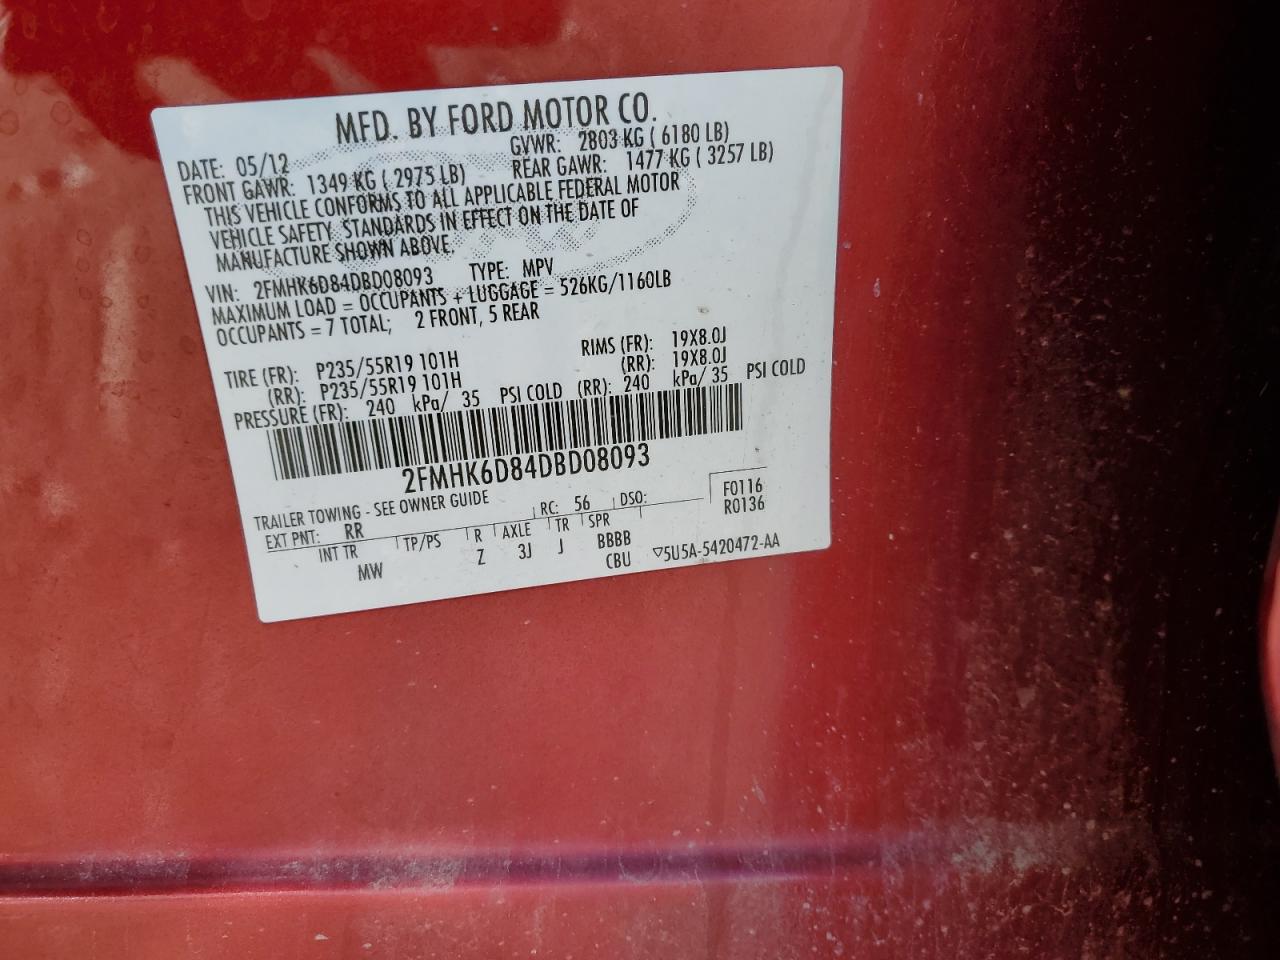 MFD. BY FORD MOTOR CO.
DATE: 05/12 GVWR: 2803 KG ( 6180 LB)
FRONT GAWR: 1349 KG ( 2975 LB) REAR GAWR: 1477 KG ( 3257 LB)
THIS VEHICLE CONFORMS TO ALL APPLICABLE FEDERAL MOTOR
VEHICLE SAFETY STANDARDS IN EFFECT ON THE DATE OF
MANUFACTURE SHOWN ABOVE.
VIN: 2FMHK6D84DBD08093 TYPE: MPV
MAXIMUM LOAD = OCCUPANTS + LUGGAGE = 526KG/1160LB
OCCUPANTS = 7 TOTAL; 2 FRONT, 5 REAR
TIRE (FR): P235/55R19 101H RIMS (FR): 19X8.0J
(RR): P235/55R19 101H (RR): 19X8.0J
PRESSURE (FR): 240 kPa/ 35 PSI COLD (RR): 240 kPa/ 35 PSI COLD
2FMHK6D84DBD08093
TRAILER TOWING - SEE OWNER GUIDE
F0116
R0136
EXT PNT: RR RC: 56 DSO:
INT TR TP/PS R AXLE TR SPR
MW Z 3J J BBBB
CBU ▽5U5A-5420472-AA